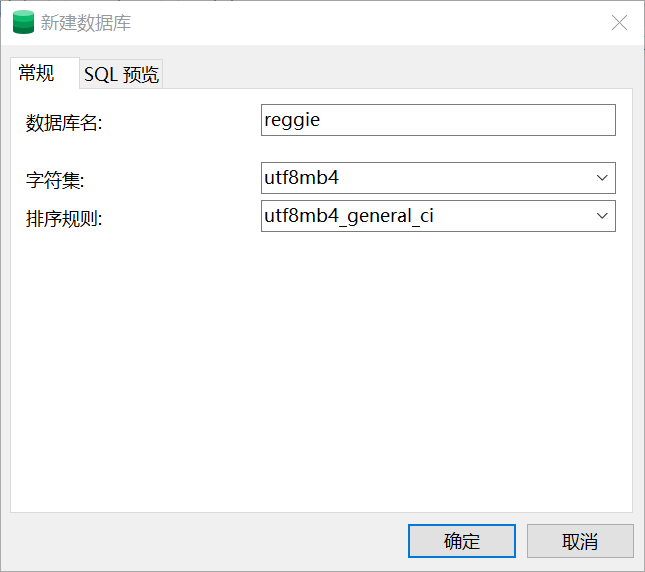 新建数据库
常规 SQL 预览
数据库名: reggie
字符集: utf8mb4
排序规则: utf8mb4_general_ci
确定 取消